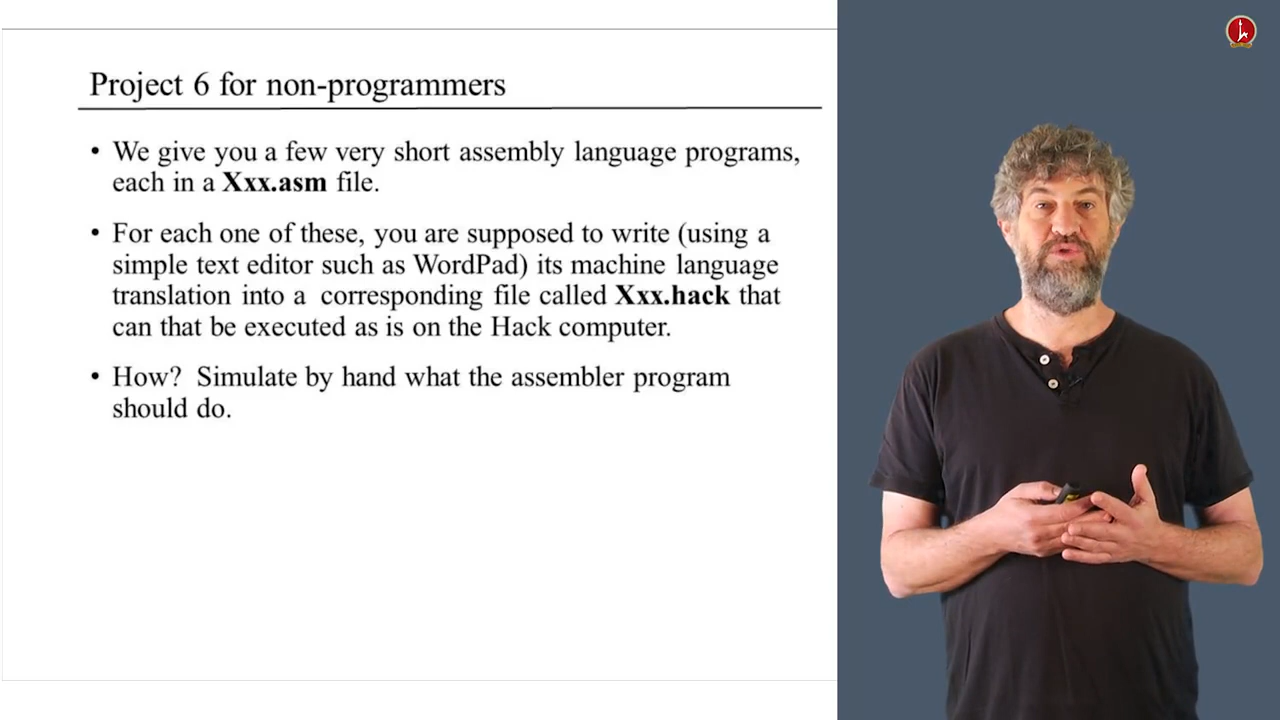 Project 6 for non-programmers
• We give you a few very short assembly language programs,
each in a Xxx.asm file.
• For each one of these, you are supposed to write (using a
simple text editor such as WordPad) its machine language
translation into a corresponding file called Xxx.hack that
can that be executed as is on the Hack computer.
• How? Simulate by hand what the assembler program
should do.